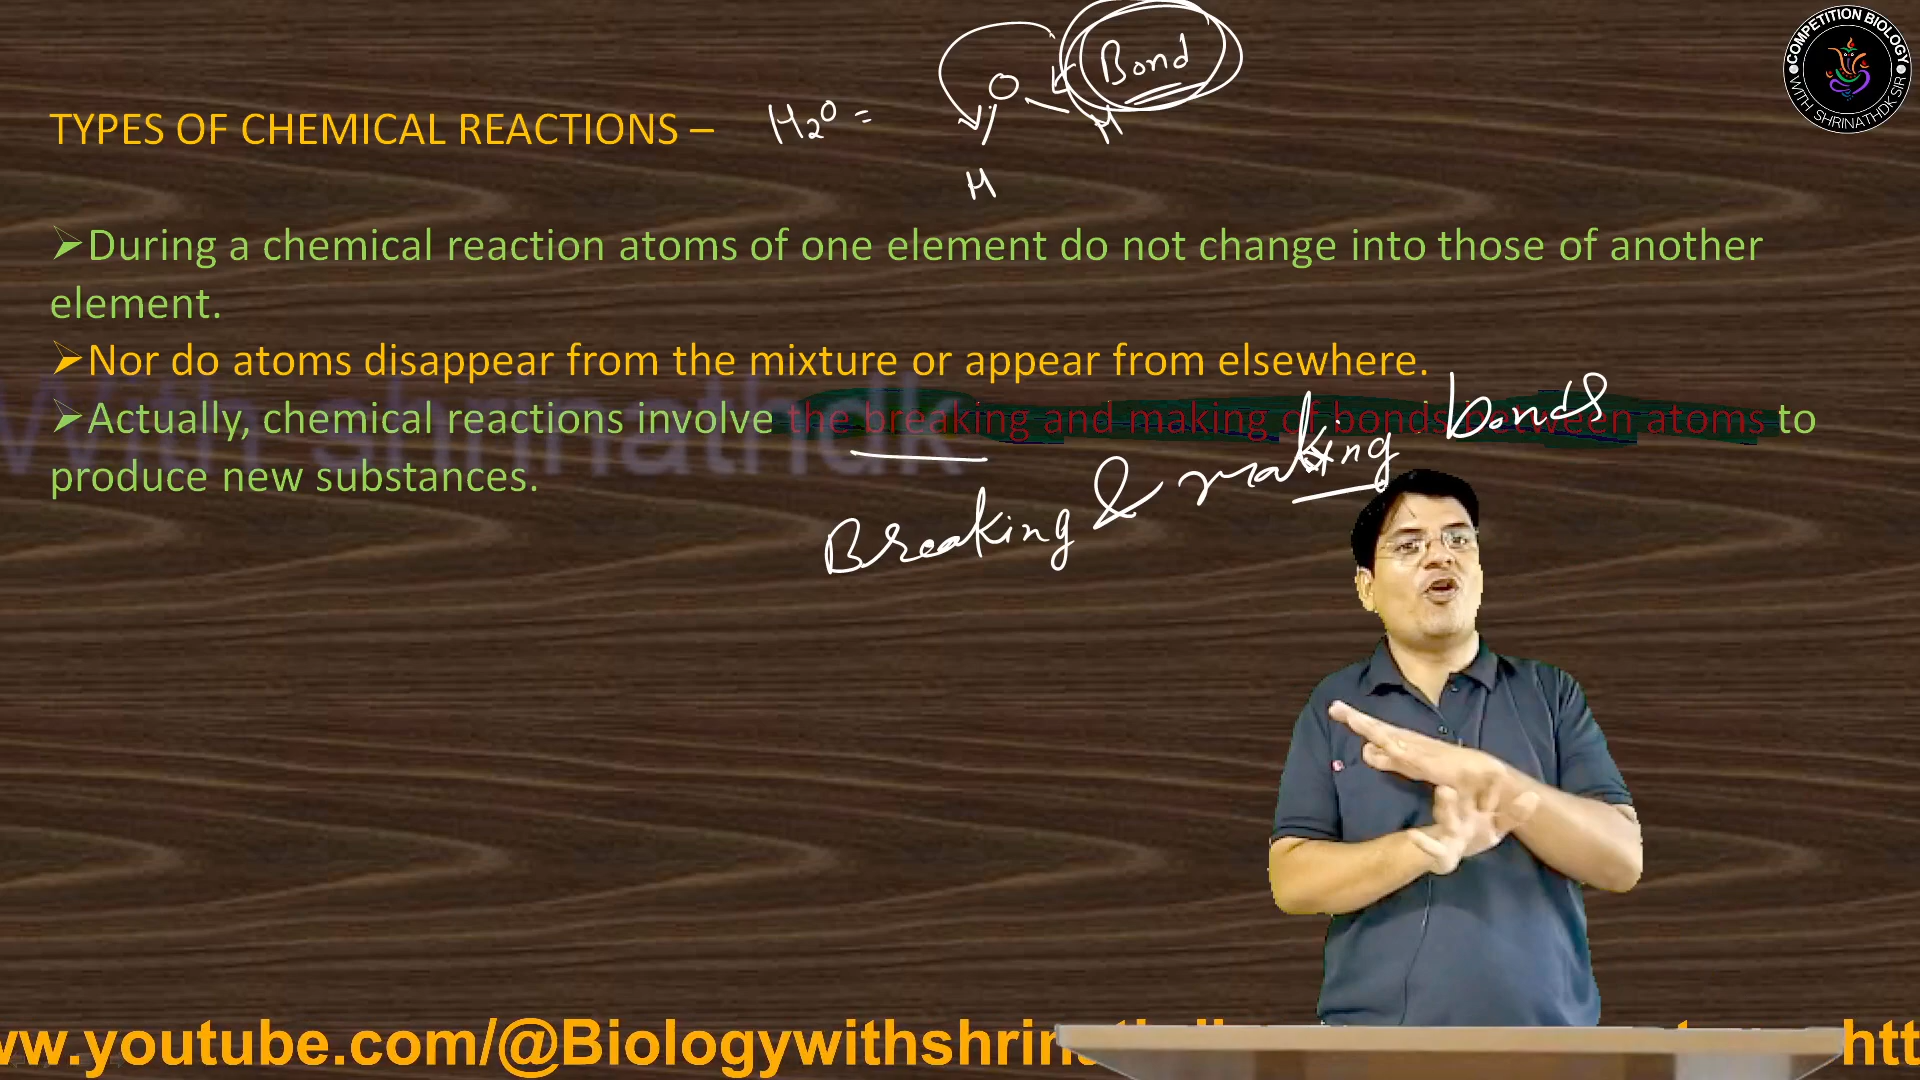 H₂O =
O
Bond
H
H
COMPETITION BIOLOGY
WITH SHRINATHDK SIR
TYPES OF CHEMICAL REACTIONS –
➢During a chemical reaction atoms of one element do not change into those of another
element.
➢Nor do atoms disappear from the mixture or appear from elsewhere.
With shrinathdk
➢Actually, chemical reactions involve the breaking and making of bonds between atoms to
produce new substances.
Breaking & making bonds
ww.youtube.com/@Biologywithshrina
htt